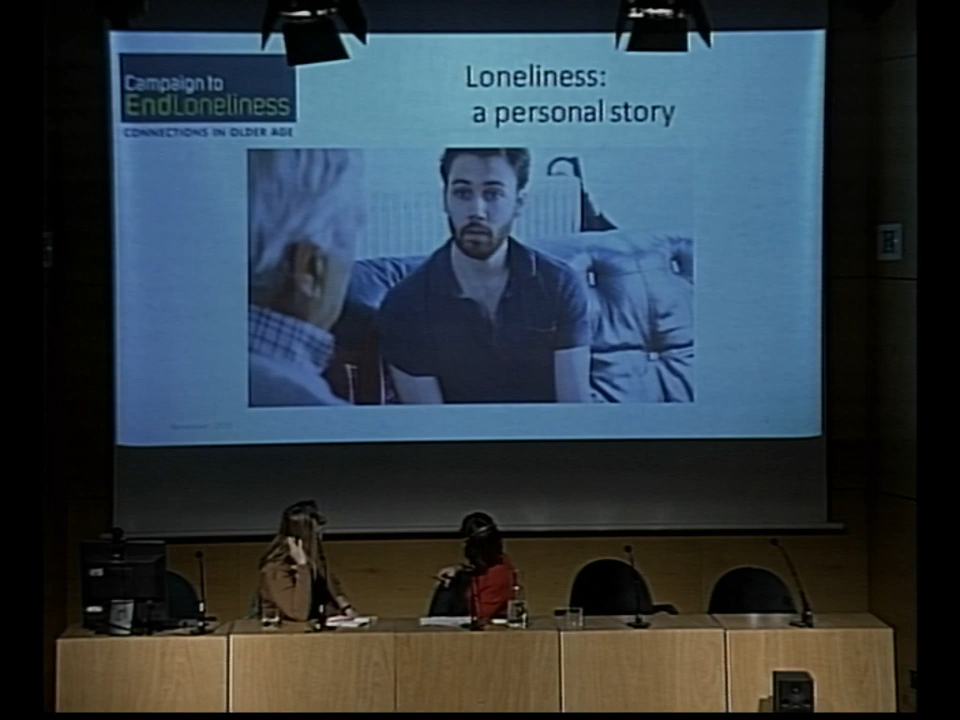 Campaign to
EndLoneliness
CONNECTIONS IN OLDER AGE
Loneliness:
a personal story